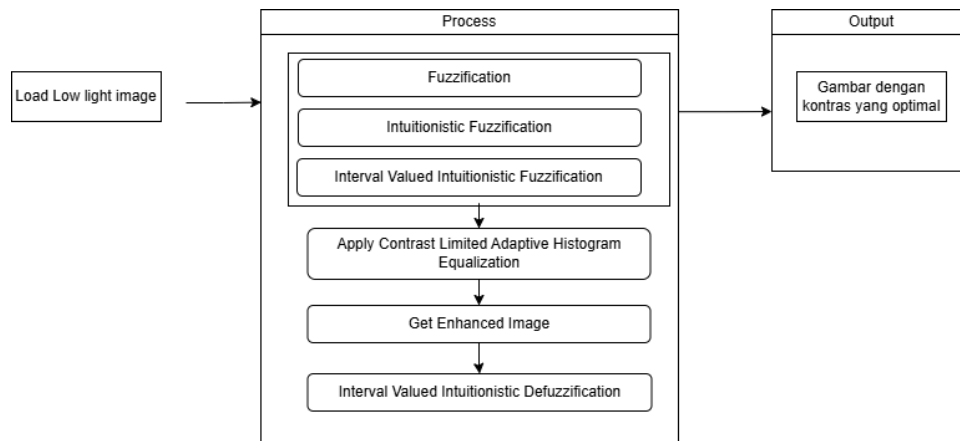 Load Low light image
Process
Fuzzification
Intuitionistic Fuzzification
Interval Valued Intuitionistic Fuzzification
Apply Contrast Limited Adaptive Histogram
Equalization
Get Enhanced Image
Interval Valued Intuitionistic Defuzzification
Output
Gambar dengan
kontras yang optimal